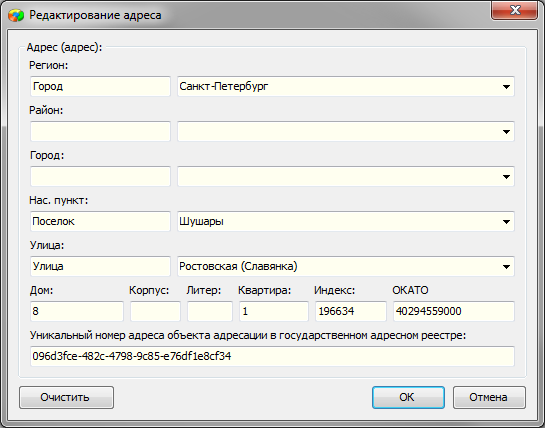 Редактирование адреса
Адрес (адрес):
Регион:
Город Санкт-Петербург
Район:
Город:
Нас. пункт:
Поселок Шушары
Улица:
Улица Ростовская (Славянка)
Дом: Корпус: Литер: Квартира: Индекс: ОКАТО
8 1 196634 40294559000
Уникальный номер адреса объекта адресации в государственном адресном реестре:
096d3fce-482c-4798-9c85-e76df1e8cf34
Очистить ОК Отмена